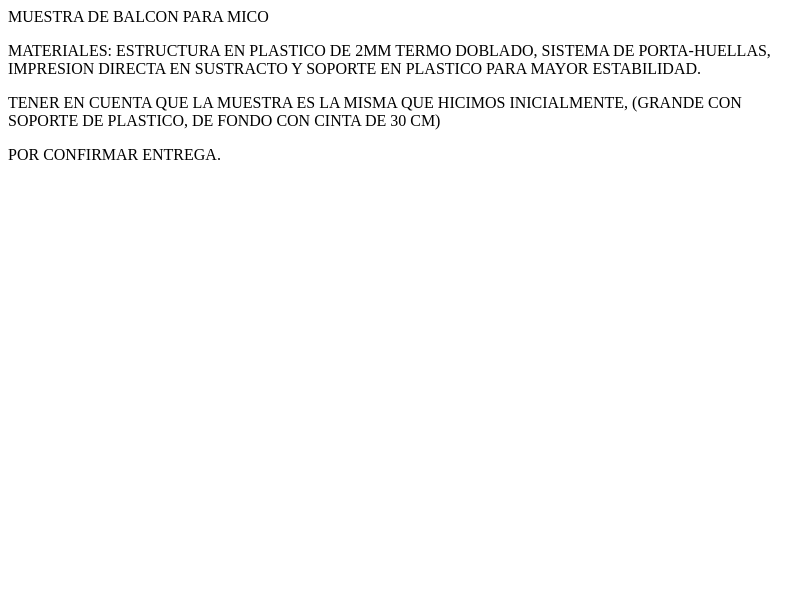 MUESTRA DE BALCON PARA MICO
MATERIALES: ESTRUCTURA EN PLASTICO DE 2MM TERMO DOBLADO, SISTEMA DE PORTA-HUELLAS,
IMPRESION DIRECTA EN SUSTRACTO Y SOPORTE EN PLASTICO PARA MAYOR ESTABILIDAD.
TENER EN CUENTA QUE LA MUESTRA ES LA MISMA QUE HICIMOS INICIALMENTE, (GRANDE CON
SOPORTE DE PLASTICO, DE FONDO CON CINTA DE 30 CM)
POR CONFIRMAR ENTREGA.